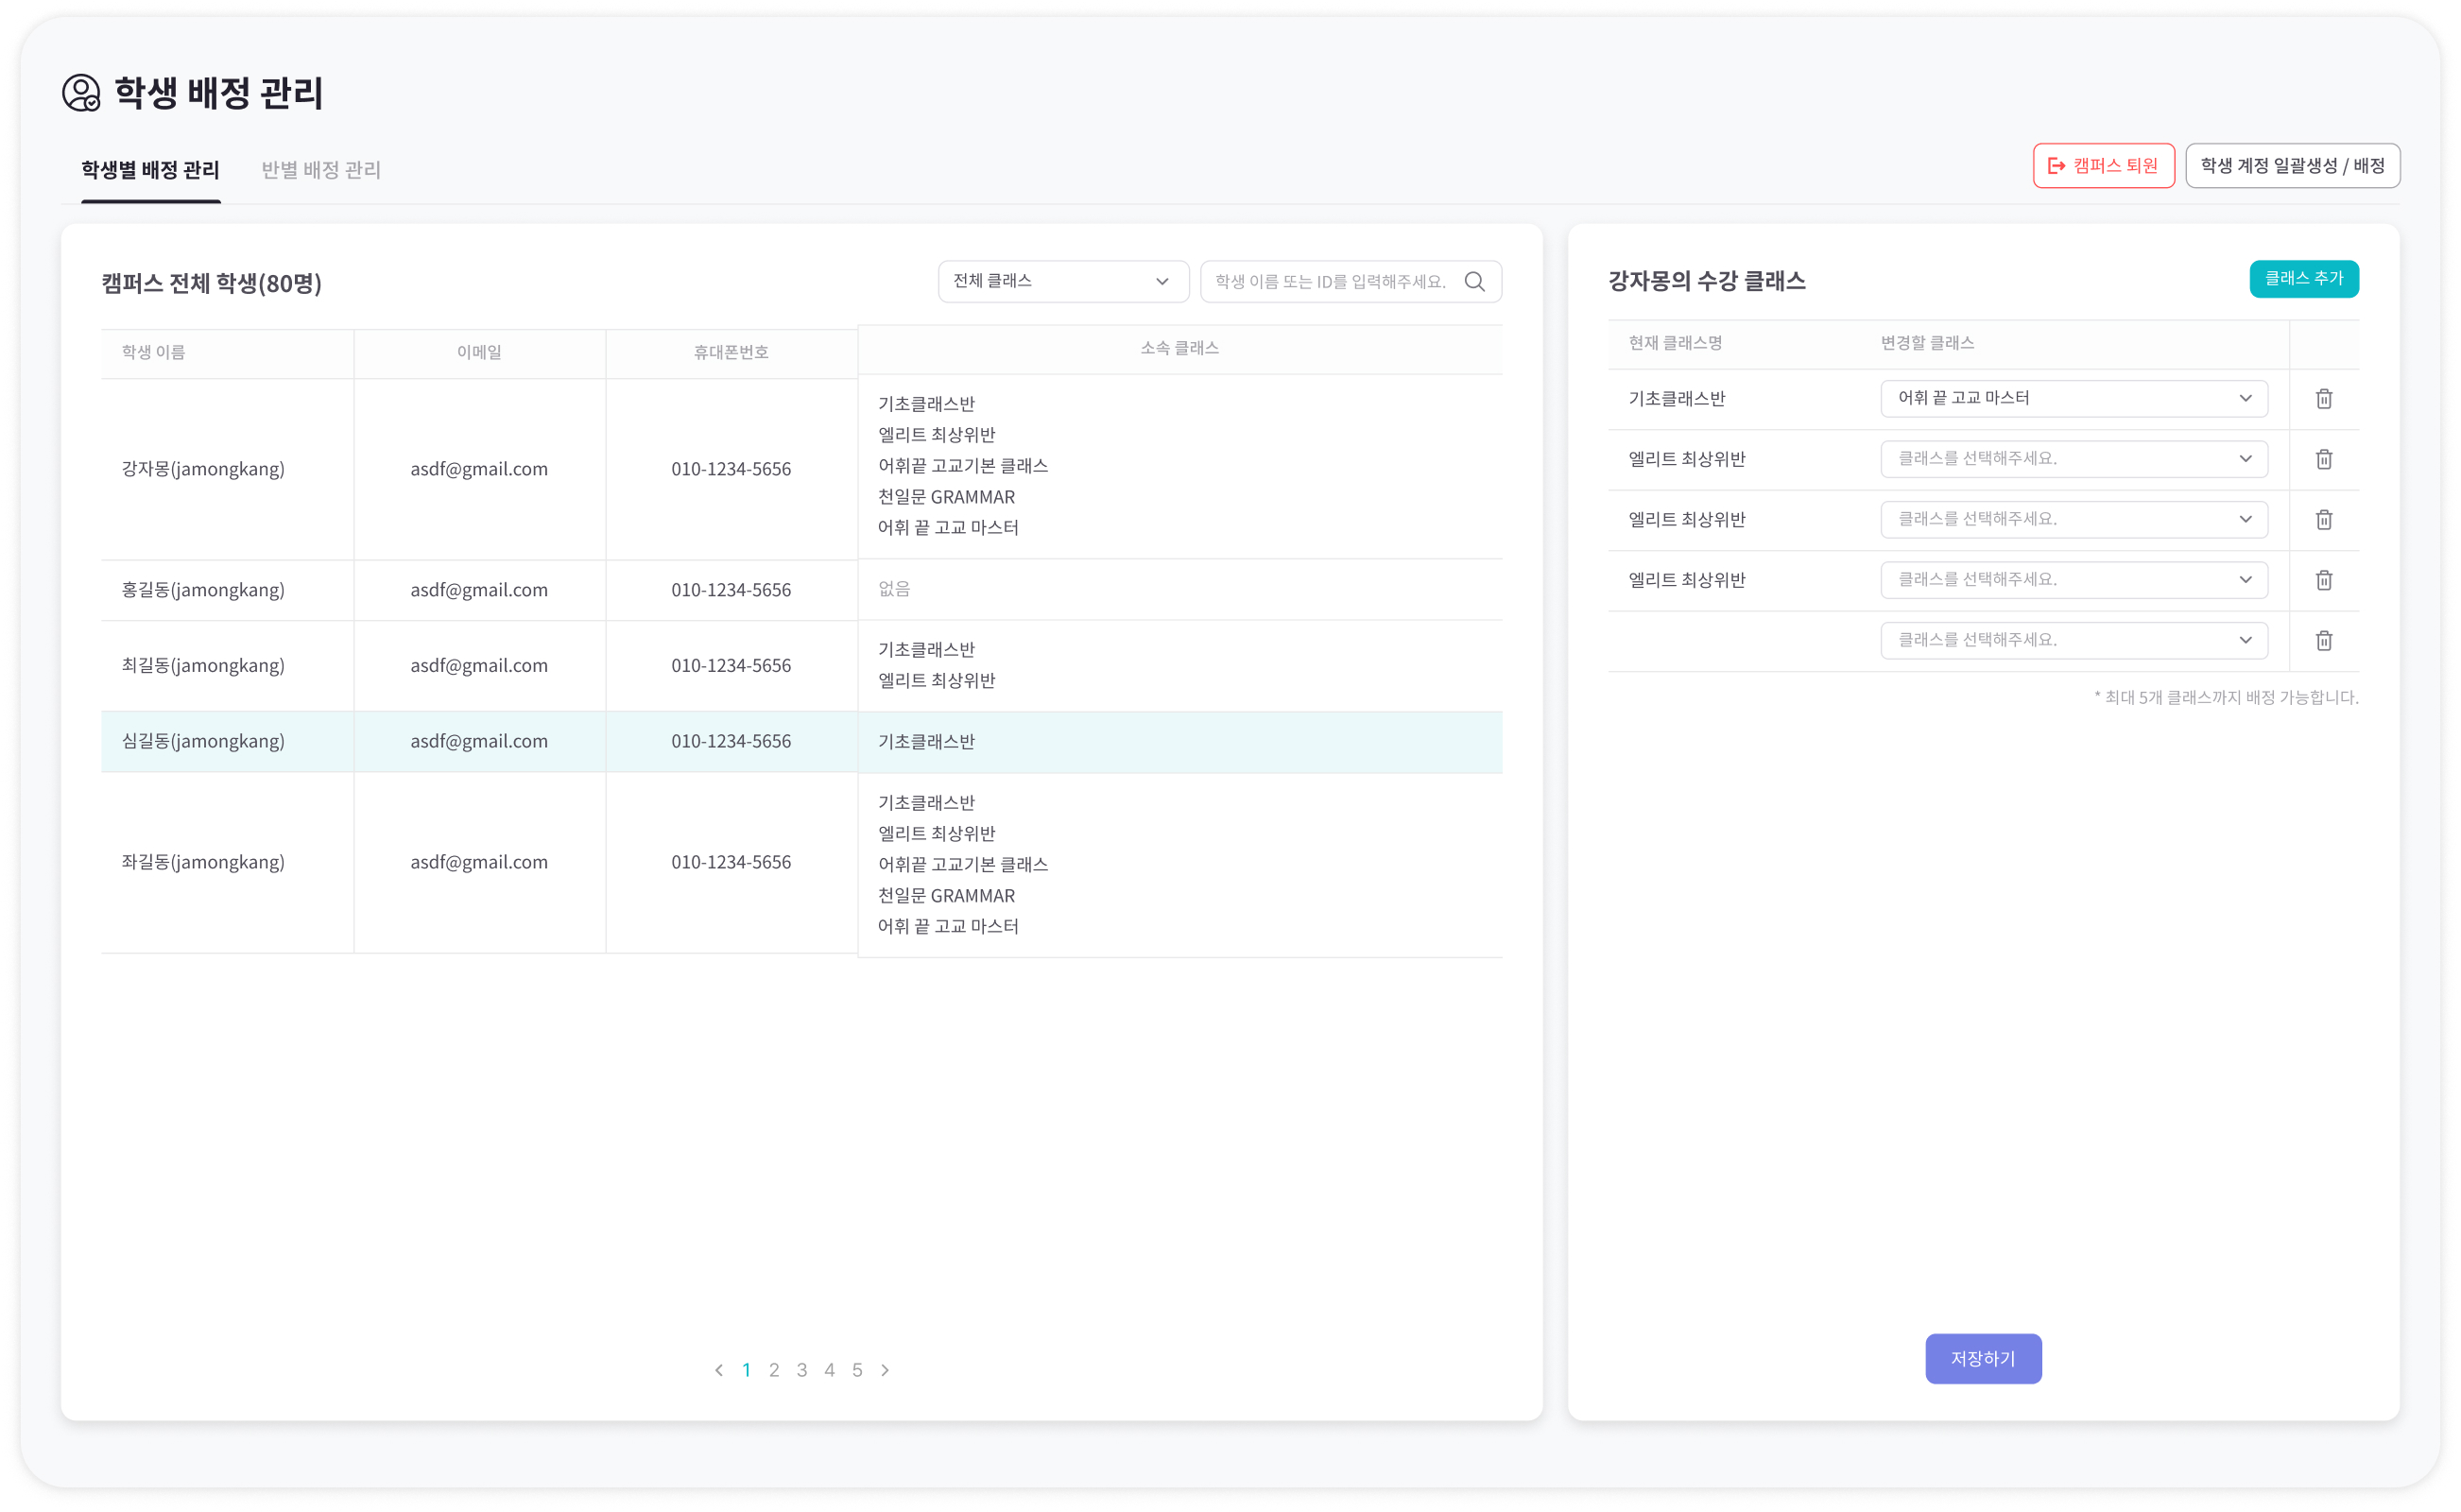 학생 배정 관리
학생별 배정 관리 반별 배정 관리 캠퍼스 퇴원 학생 계정 일괄생성 / 배정
캠퍼스 전체 학생(80명) 전체 클래스 학생 이름 또는 ID를 입력해주세요.
학생 이름 이메일 휴대폰번호 소속 클래스
강자몽(jamongkang) asdf@gmail.com 010-1234-5656
기초클래스반
엘리트 최상위반
어휘끝 고교기본 클래스
천일문 GRAMMAR
어휘 끝 고교 마스터
홍길동(jamongkang) asdf@gmail.com 010-1234-5656 없음
최길동(jamongkang) asdf@gmail.com 010-1234-5656
기초클래스반
엘리트 최상위반
심길동(jamongkang) asdf@gmail.com 010-1234-5656 기초클래스반
좌길동(jamongkang) asdf@gmail.com 010-1234-5656
기초클래스반
엘리트 최상위반
어휘끝 고교기본 클래스
천일문 GRAMMAR
어휘 끝 고교 마스터
1 2 3 4 5
강자몽의 수강 클래스 클래스 추가
현재 클래스명 변경할 클래스
기초클래스반 어휘 끝 고교 마스터
엘리트 최상위반 클래스를 선택해주세요.
엘리트 최상위반 클래스를 선택해주세요.
엘리트 최상위반 클래스를 선택해주세요.
클래스를 선택해주세요.
* 최대 5개 클래스까지 배정 가능합니다.
저장하기